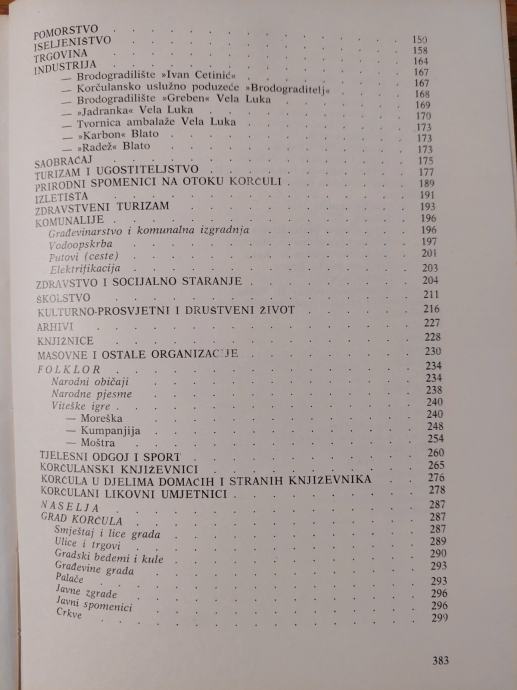 POMORSTVO . . . 150
ISELJENISTVO . . . 158
TRGOVINA . . . 164
INDUSTRIJA . . . 167
— Brodogradilište »Ivan Cetinić« . . . 167
— Korčulansko uslužno poduzeće »Brodograditelj« . . . 168
— Brodogradilište »Greben« Vela Luka . . . 169
— »Jadranka« Vela Luka . . . 170
— Tvornica ambalaže Vela Luka . . . 173
— »Karbon« Blato . . . 173
— »Radež« Blato . . . 173
SAOBRAĆAJ . . . 175
TURIZAM I UGOSTITELJSTVO . . . 177
PRIRODNI SPOMENICI NA OTOKU KORČULI . . . 189
IZLETIŠTA . . . 191
ZDRAVSTVENI TURIZAM . . . 193
KOMUNALIJE . . . 196
Građevinarstvo i komunalna izgradnja . . . 196
Vodoopskrba . . . 197
Putovi (ceste) . . . 201
Elektrifikacija . . . 203
ZDRAVSTVO I SOCIJALNO STARANJE . . . 204
ŠKOLSTVO . . . 211
KULTURNO-PROSVJETNI I DRUŠTVENI ŽIVOT . . . 216
ARHIVI . . . 227
KNJIŽNICE . . . 228
MASOVNE I OSTALE ORGANIZACIJE . . . 230
FOLKLOR . . . 234
Narodni običaji . . . 234
Narodne pjesme . . . 238
Viteške igre . . . 240
— Moreška . . . 240
— Kumpanjija . . . 248
— Moštra . . . 254
TJELESNI ODGOJ I SPORT . . . 260
KORČULANSKI KNJIŽEVNICI . . . 265
KORČULA U DJELIMA DOMAĆIH I STRANIH KNJIŽEVNIKA . . . 276
KORČULANI LIKOVNI UMJETNICI . . . 278
NASELJA . . . 287
GRAD KORČULA . . . 287
Smještaj i lice grada . . . 287
Ulice i trgovi . . . 289
Gradski bedemi i kule . . . 290
Građevine grada . . . 293
Palače . . . 293
Javne zgrade . . . 296
Javni spomenici . . . 296
Crkve . . . 299
383